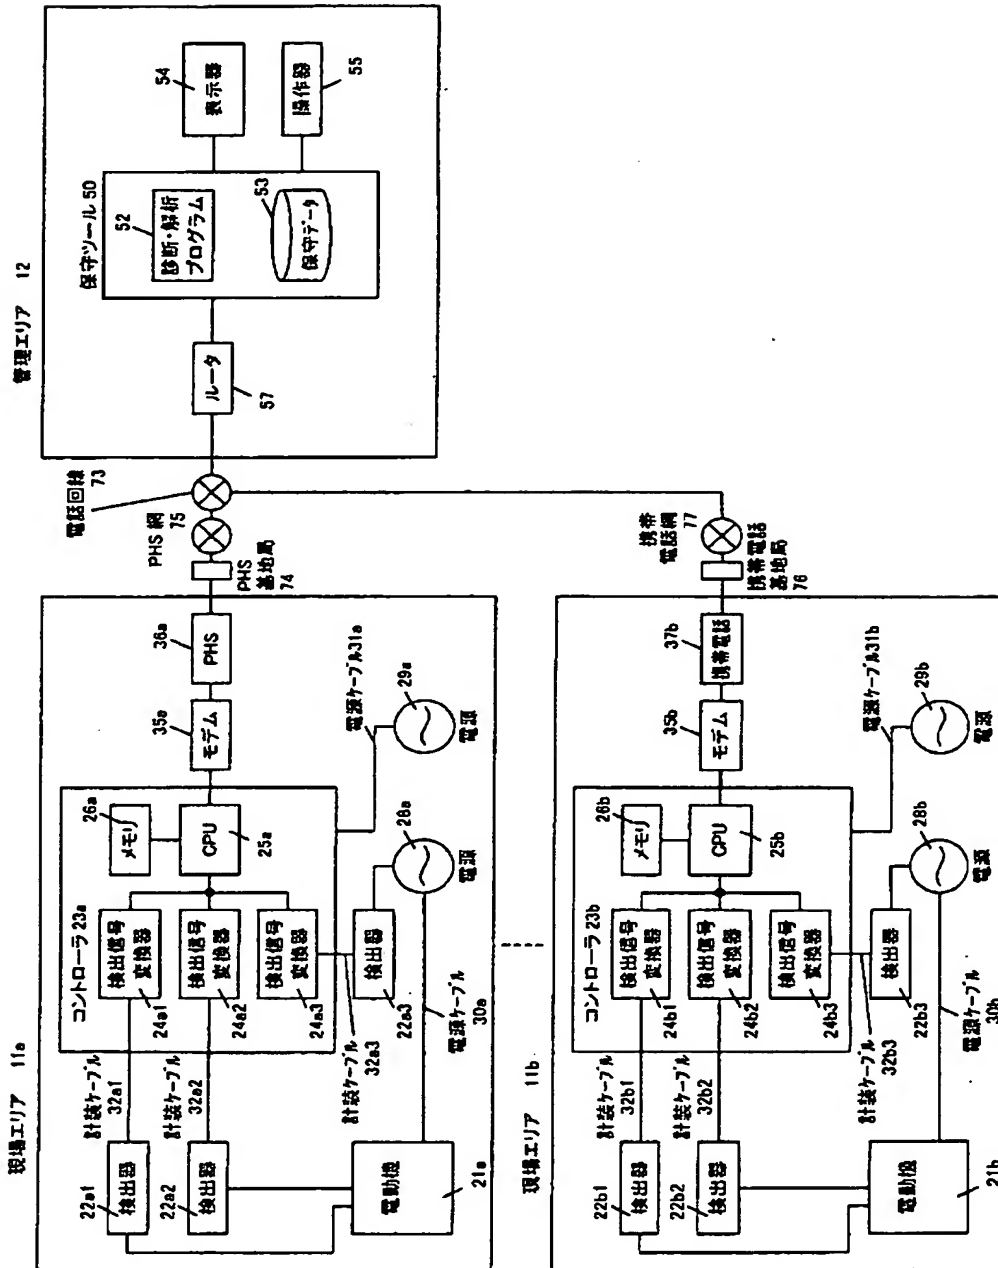 管理エリア 12
保守ツール 50
52
診断・解析
プログラム
53
保守データ
54
表示器
55
操作器
ルータ
57
電話回線
73
PHS 網
75
PHS
基地局
74
携帯
電話網
77
携帯電話
基地局
76
現場エリア 11a
36a
PHS
35a
モデム
電源ケーブル31a
29a
電源
コントローラ 23a
26a
メモリ
CPU
25a
28a
電源
検出信号
変換器
24a1
検出信号
変換器
24a2
検出信号
変換器
24a3
検出器
22a3
計装ケーブル
32a3
電源ケーブル
30a
計装ケーブル
32a1
計装ケーブル
32a2
22a1
検出器
22a2
検出器
電動機
21a
現場エリア 11b
37b
携帯電話
35b
モデム
電源ケーブル31b
29b
電源
コントローラ 23b
26b
メモリ
CPU
25b
28b
電源
検出信号
変換器
24b1
検出信号
変換器
24b2
検出信号
変換器
24b3
検出器
22b3
計装ケーブル
32b3
電源ケーブル
30b
計装ケーブル
32b1
計装ケーブル
32b2
22b1
検出器
22b2
検出器
電動機
21b